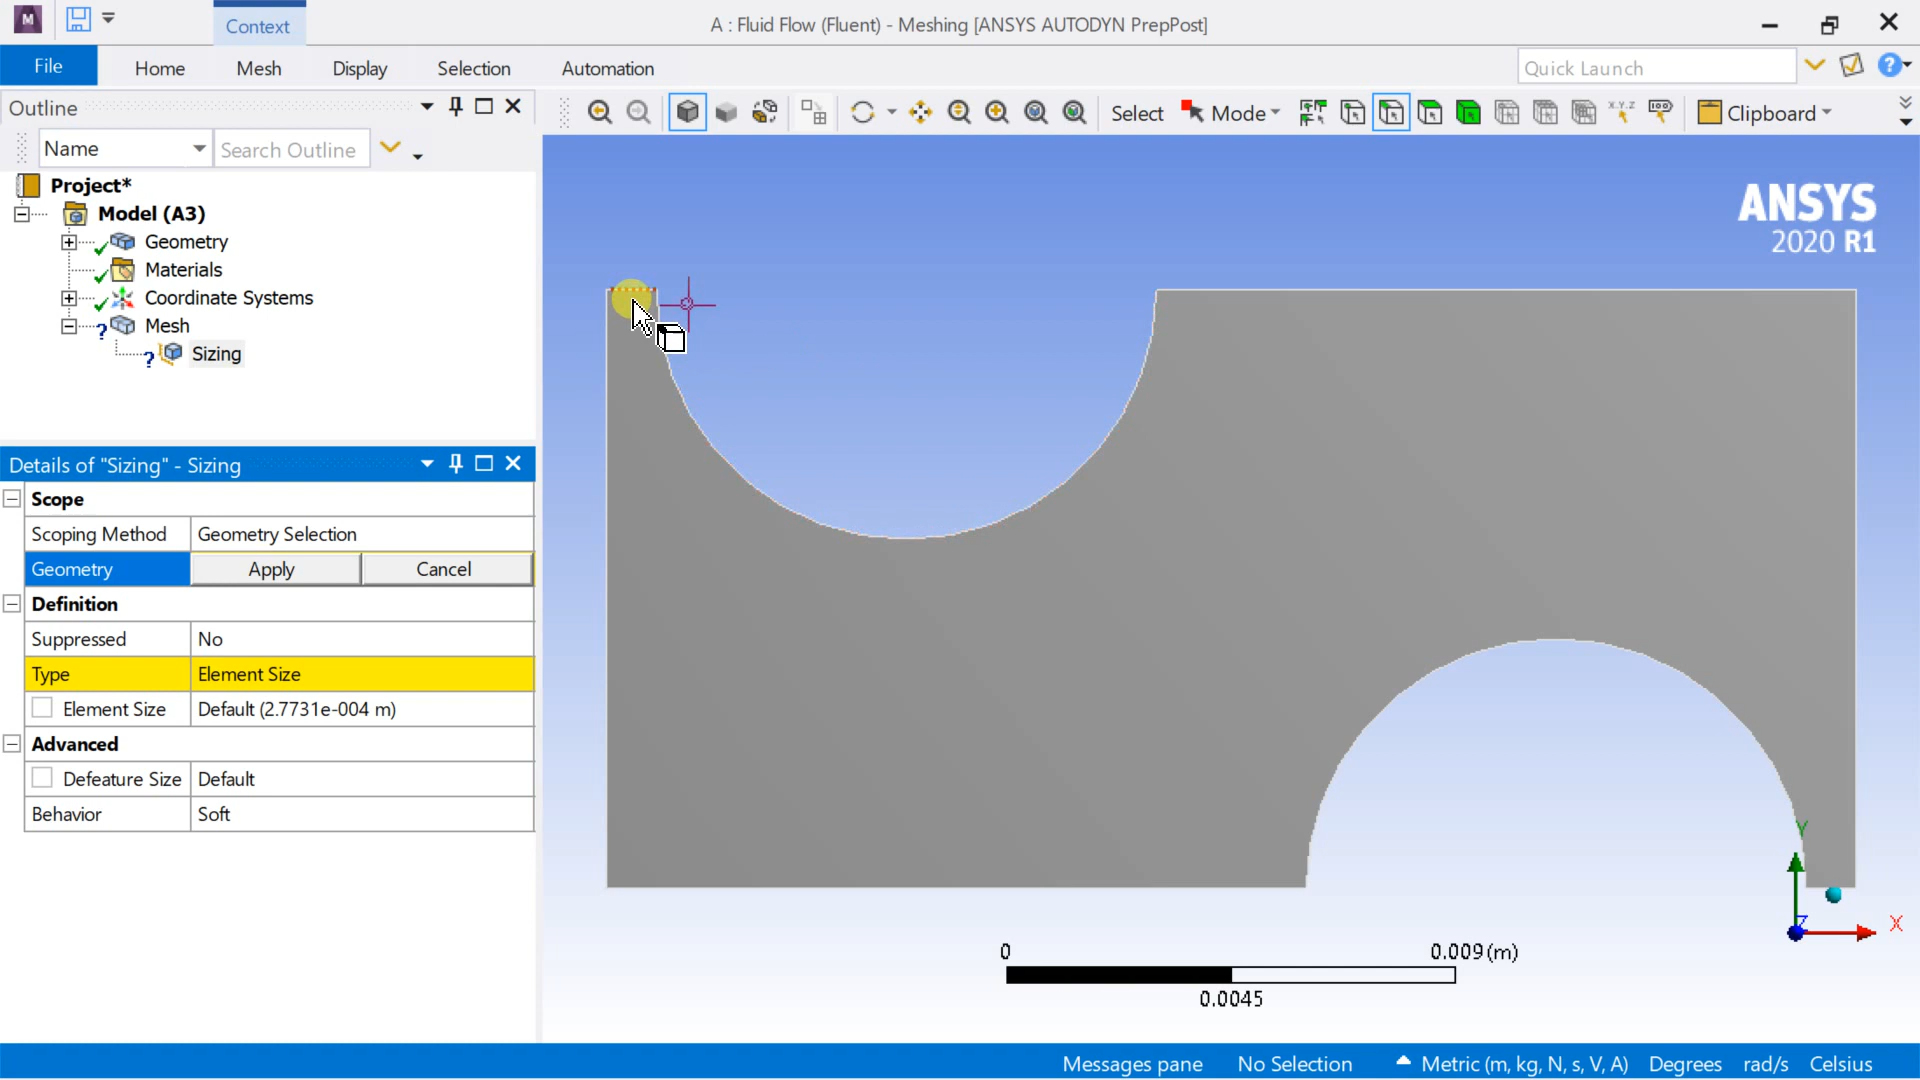 M
Context
A : Fluid Flow (Fluent) - Meshing [ANSYS AUTODYN PrepPost]
File
Home
Mesh
Display
Selection
Automation
Quick Launch
Outline
Select
Mode
Clipboard
Name
Search Outline
Project*
Model (A3)
Geometry
Materials
Coordinate Systems
Mesh
Sizing
ANSYS
2020 R1
Details of "Sizing" - Sizing
Scope
Scoping Method
Geometry Selection
Geometry
Apply
Cancel
Definition
Suppressed
No
Type
Element Size
Element Size
Default (2.7731e-004 m)
Advanced
Defeature Size
Default
Behavior
Soft
Y
Z
X
0
0.009 (m)
0.0045
Messages pane
No Selection
Metric (m, kg, N, s, V, A)
Degrees
rad/s
Celsius